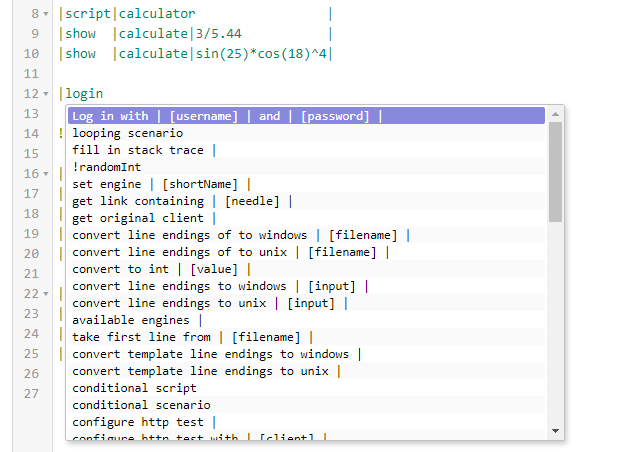 8 |script|calculator |
9 |show |calculate|3/5.44 |
10 |show |calculate|sin(25)*cos(18)^4|
11
12 |login
13 Log in with | [username] | and | [password] |
14 ! looping scenario
15 fill in stack trace |
!randomInt
16 | set engine | [shortName] |
17 | get link containing | [needle] |
18 | get original client |
19 | convert line endings of to windows | [filename] |
20 | convert line endings of to unix | [filename] |
21 convert to int | [value] |
22 | convert line endings to windows | [input] |
convert line endings to unix | [input] |
23 | available engines |
24 | take first line from | [filename] |
25 | convert template line endings to windows |
26 convert template line endings to unix |
27 conditional script
conditional scenario
configure http test |
configure http test with | [client] |